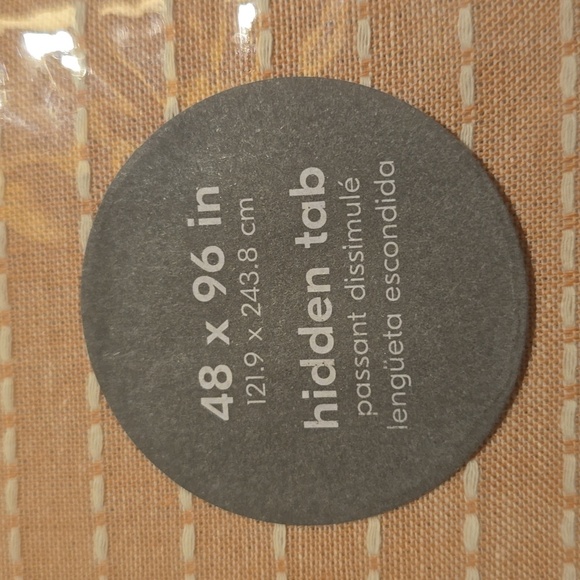 48 x 96 in
121.9 x 243.8 cm
hidden tab
passant dissimulé
lengüeta escondida